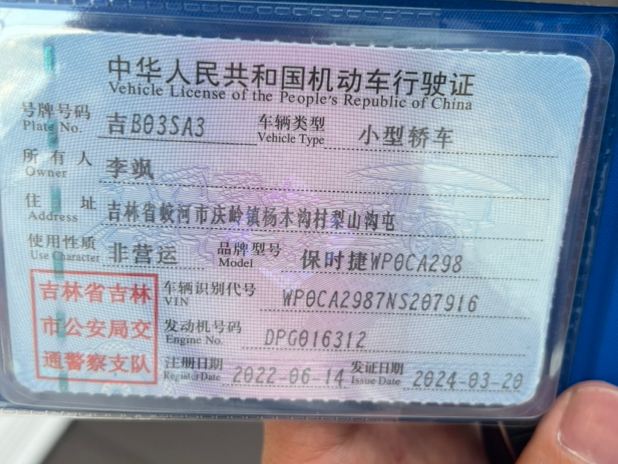 中华人民共和国机动车行驶证
Vehicle License of the People's Republic of China
号牌号码 吉B03SA3 车辆类型 小型轿车
Plate No. Vehicle Type
所有人 李飒
Owner
住址 吉林省蛟河市庆岭镇杨木沟村梨山沟屯
Address
使用性质 非营运 品牌型号 保时捷WP0CA298
Use Character Model
吉林省吉林
市公安局交
通警察支队
车辆识别代号 WP0CA2987NS207916
VIN
发动机号码 DPG016312
Engine No.
注册日期 2022-06-14 发证日期 2024-03-20
Register Date Issue Date